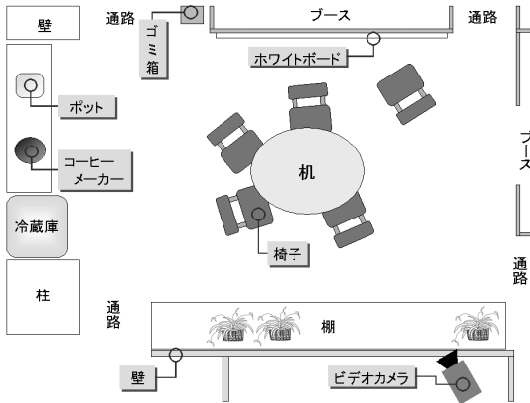 壁
通路
ゴミ箱
ブース
通路
ホワイトボード
ポット
コーヒー
メーカー
机
ブース
冷蔵庫
椅子
通路
柱
通路
棚
壁
ビデオカメラ